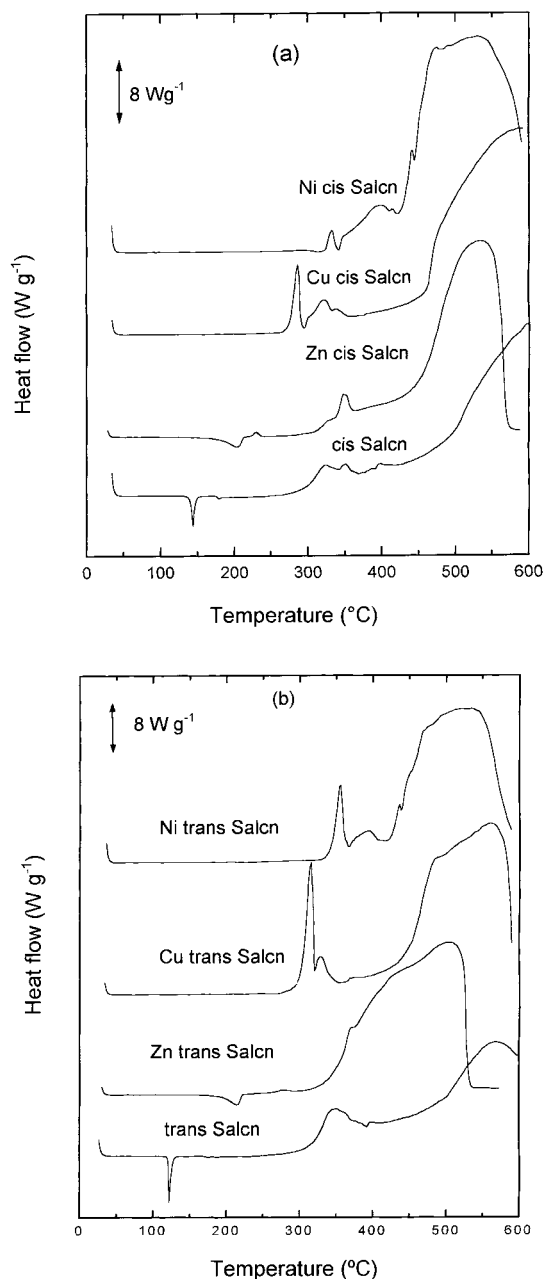 (a)
8 Wg⁻¹
Ni cis Salcn
Cu cis Salcn
Zn cis Salcn
cis Salcn
Heat flow (W g⁻¹)
0 100 200 300 400 500 600
Temperature (°C)
(b)
8 W g⁻¹
Ni trans Salcn
Cu trans Salcn
Zn trans Salcn
trans Salcn
Heat flow (W g⁻¹)
0 100 200 300 400 500 600
Temperature (ºC)